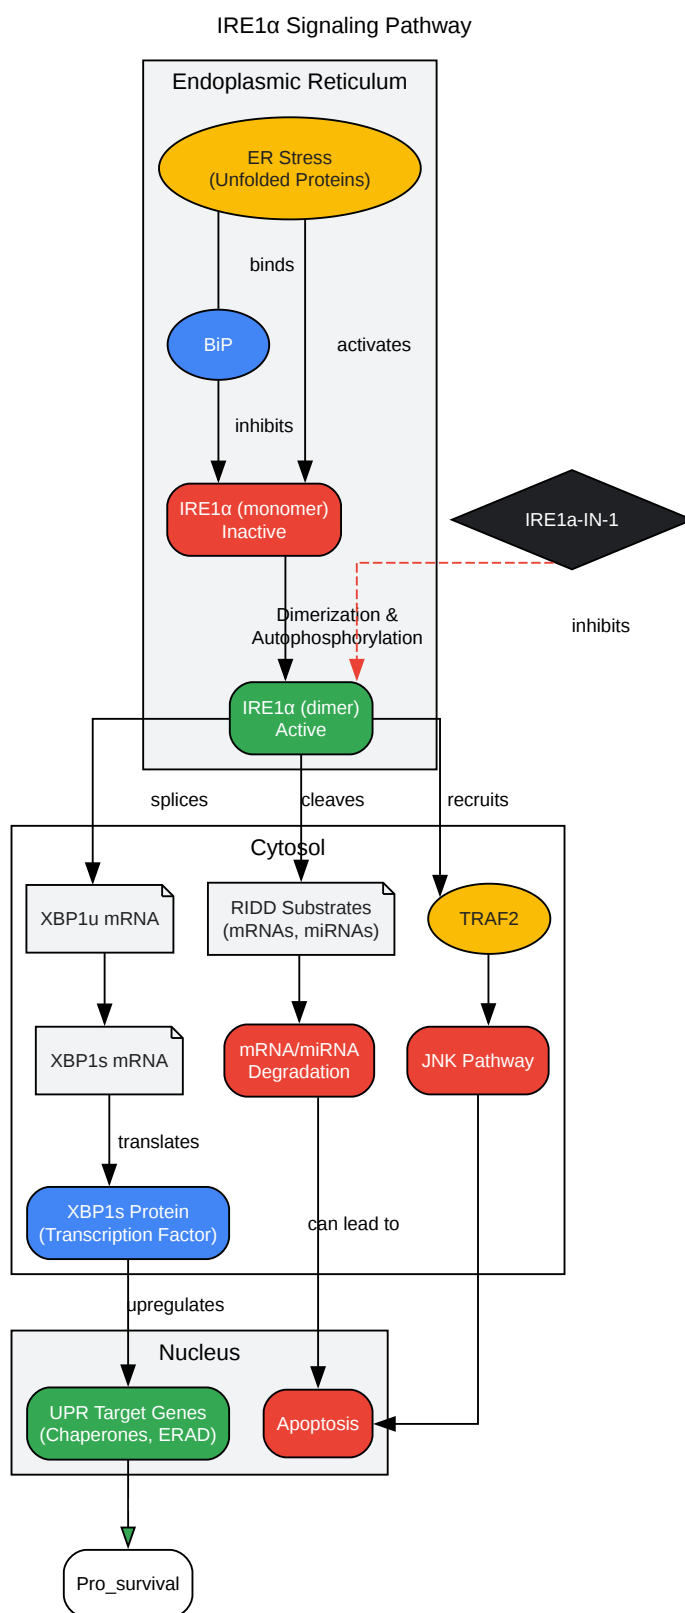 IRE1α Signaling Pathway
Endoplasmic Reticulum
ER Stress
(Unfolded Proteins)
binds
BiP
activates
inhibits
IRE1α (monomer)
Inactive
IRE1a-IN-1
Dimerization &
Autophosphorylation
inhibits
IRE1α (dimer)
Active
splices
cleaves
recruits
Cytosol
XBP1u mRNA
RIDD Substrates
(mRNAs, miRNAs)
TRAF2
XBP1s mRNA
mRNA/miRNA
Degradation
JNK Pathway
translates
XBP1s Protein
(Transcription Factor)
can lead to
upregulates
Nucleus
UPR Target Genes
(Chaperones, ERAD)
Apoptosis
Pro_survival